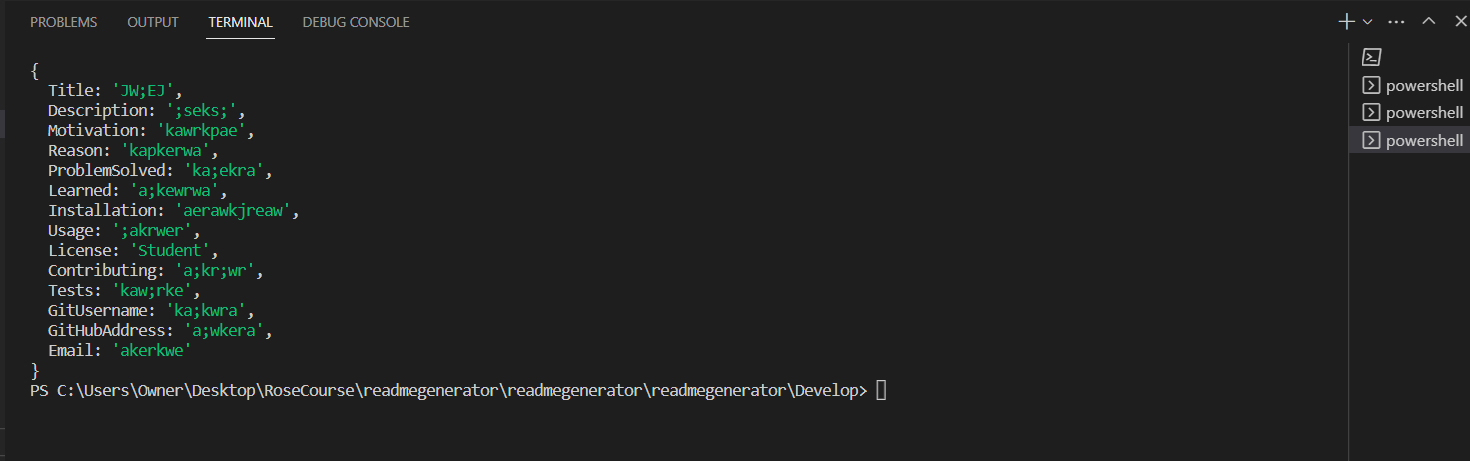 PROBLEMS OUTPUT TERMINAL DEBUG CONSOLE
{
  Title: 'JW;EJ',
  Description: ';seks;',
  Motivation: 'kawrkpae',
  Reason: 'kapkerwa',
  ProblemSolved: 'ka;ekra',
  Learned: 'a;kewrwa',
  Installation: 'aerawkjreaw',
  Usage: ';akrwer',
  License: 'Student',
  Contributing: 'a;kr;wr',
  Tests: 'kaw;rke',
  GitUsername: 'ka;kwra',
  GitHubAddress: 'a;wkera',
  Email: 'akerkwe'
}
PS C:\Users\Owner\Desktop\RoseCourse\readmegenerator\readmegenerator\readmegenerator\Develop>
powershell
powershell
powershell